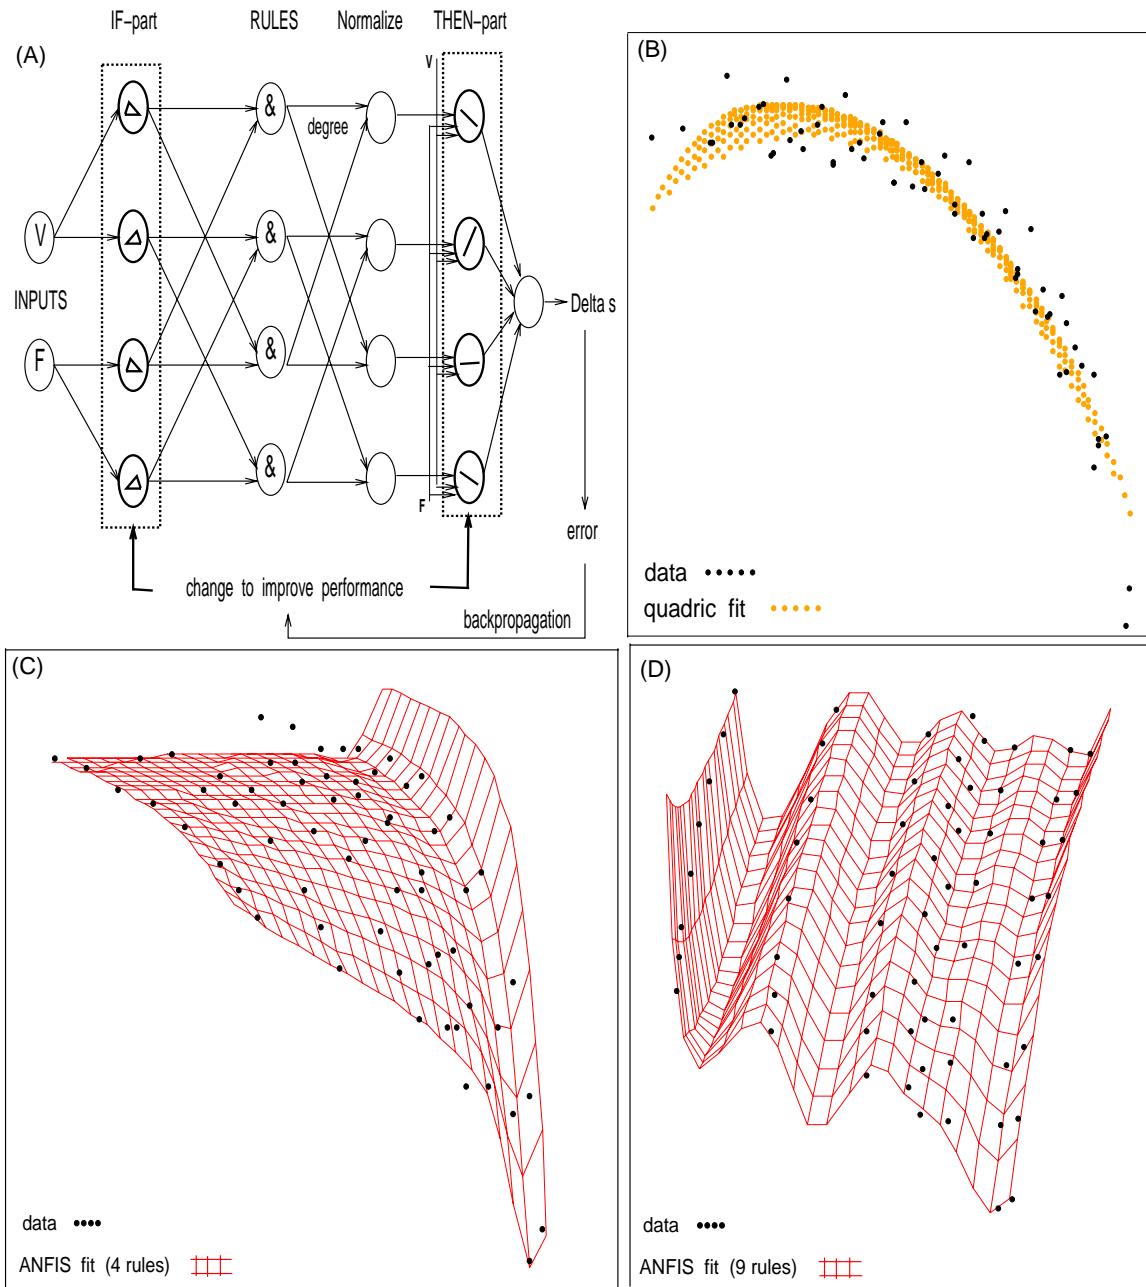 IF-part RULES Normalize THEN-part
(A)
V
& 
degree
V
&
INPUTS
Delta s
F
&
&
F
error
change to improve performance
backpropagation
(B)
data
quadric fit
(C)
data
ANFIS fit (4 rules)
(D)
data
ANFIS fit (9 rules)